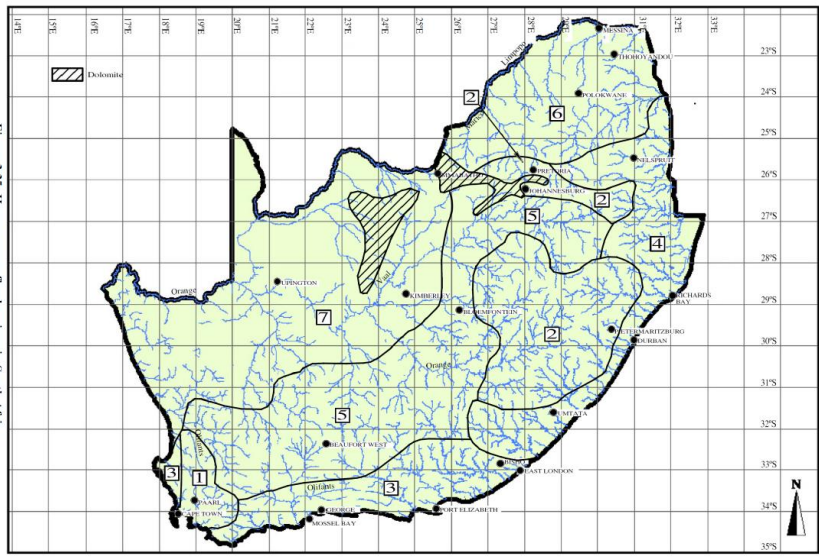 14°E 15°E 16°E 17°E 18°E 19°E 20°E 21°E 22°E 23°E 24°E 25°E 26°E 27°E 28°E 31°E 32°E 33°E
Dolomite
Limpopo
MESSINA
23°S
THOHOYANDOU
2
POLOKWANE
24°S
6
25°S
NELSPRUIT
PRETORIA
JOHANNESBURG
26°S
2
5
27°S
4
28°S
Orange
UPINGTON
Vaal
KIMBERLEY
RICHARDS
BAY
29°S
BLOEMFONTEIN
7
2
PIETERMARITZBURG
DURBAN
30°S
Orange
31°S
5
UMTATA
32°S
Olifants
BEAUFORT WEST
3
1
EAST LONDON
33°S
Olifants
3
PAARL
CAPE TOWN
GEORGE
PORT ELIZABETH
34°S
MOSSEL BAY
N
35°S